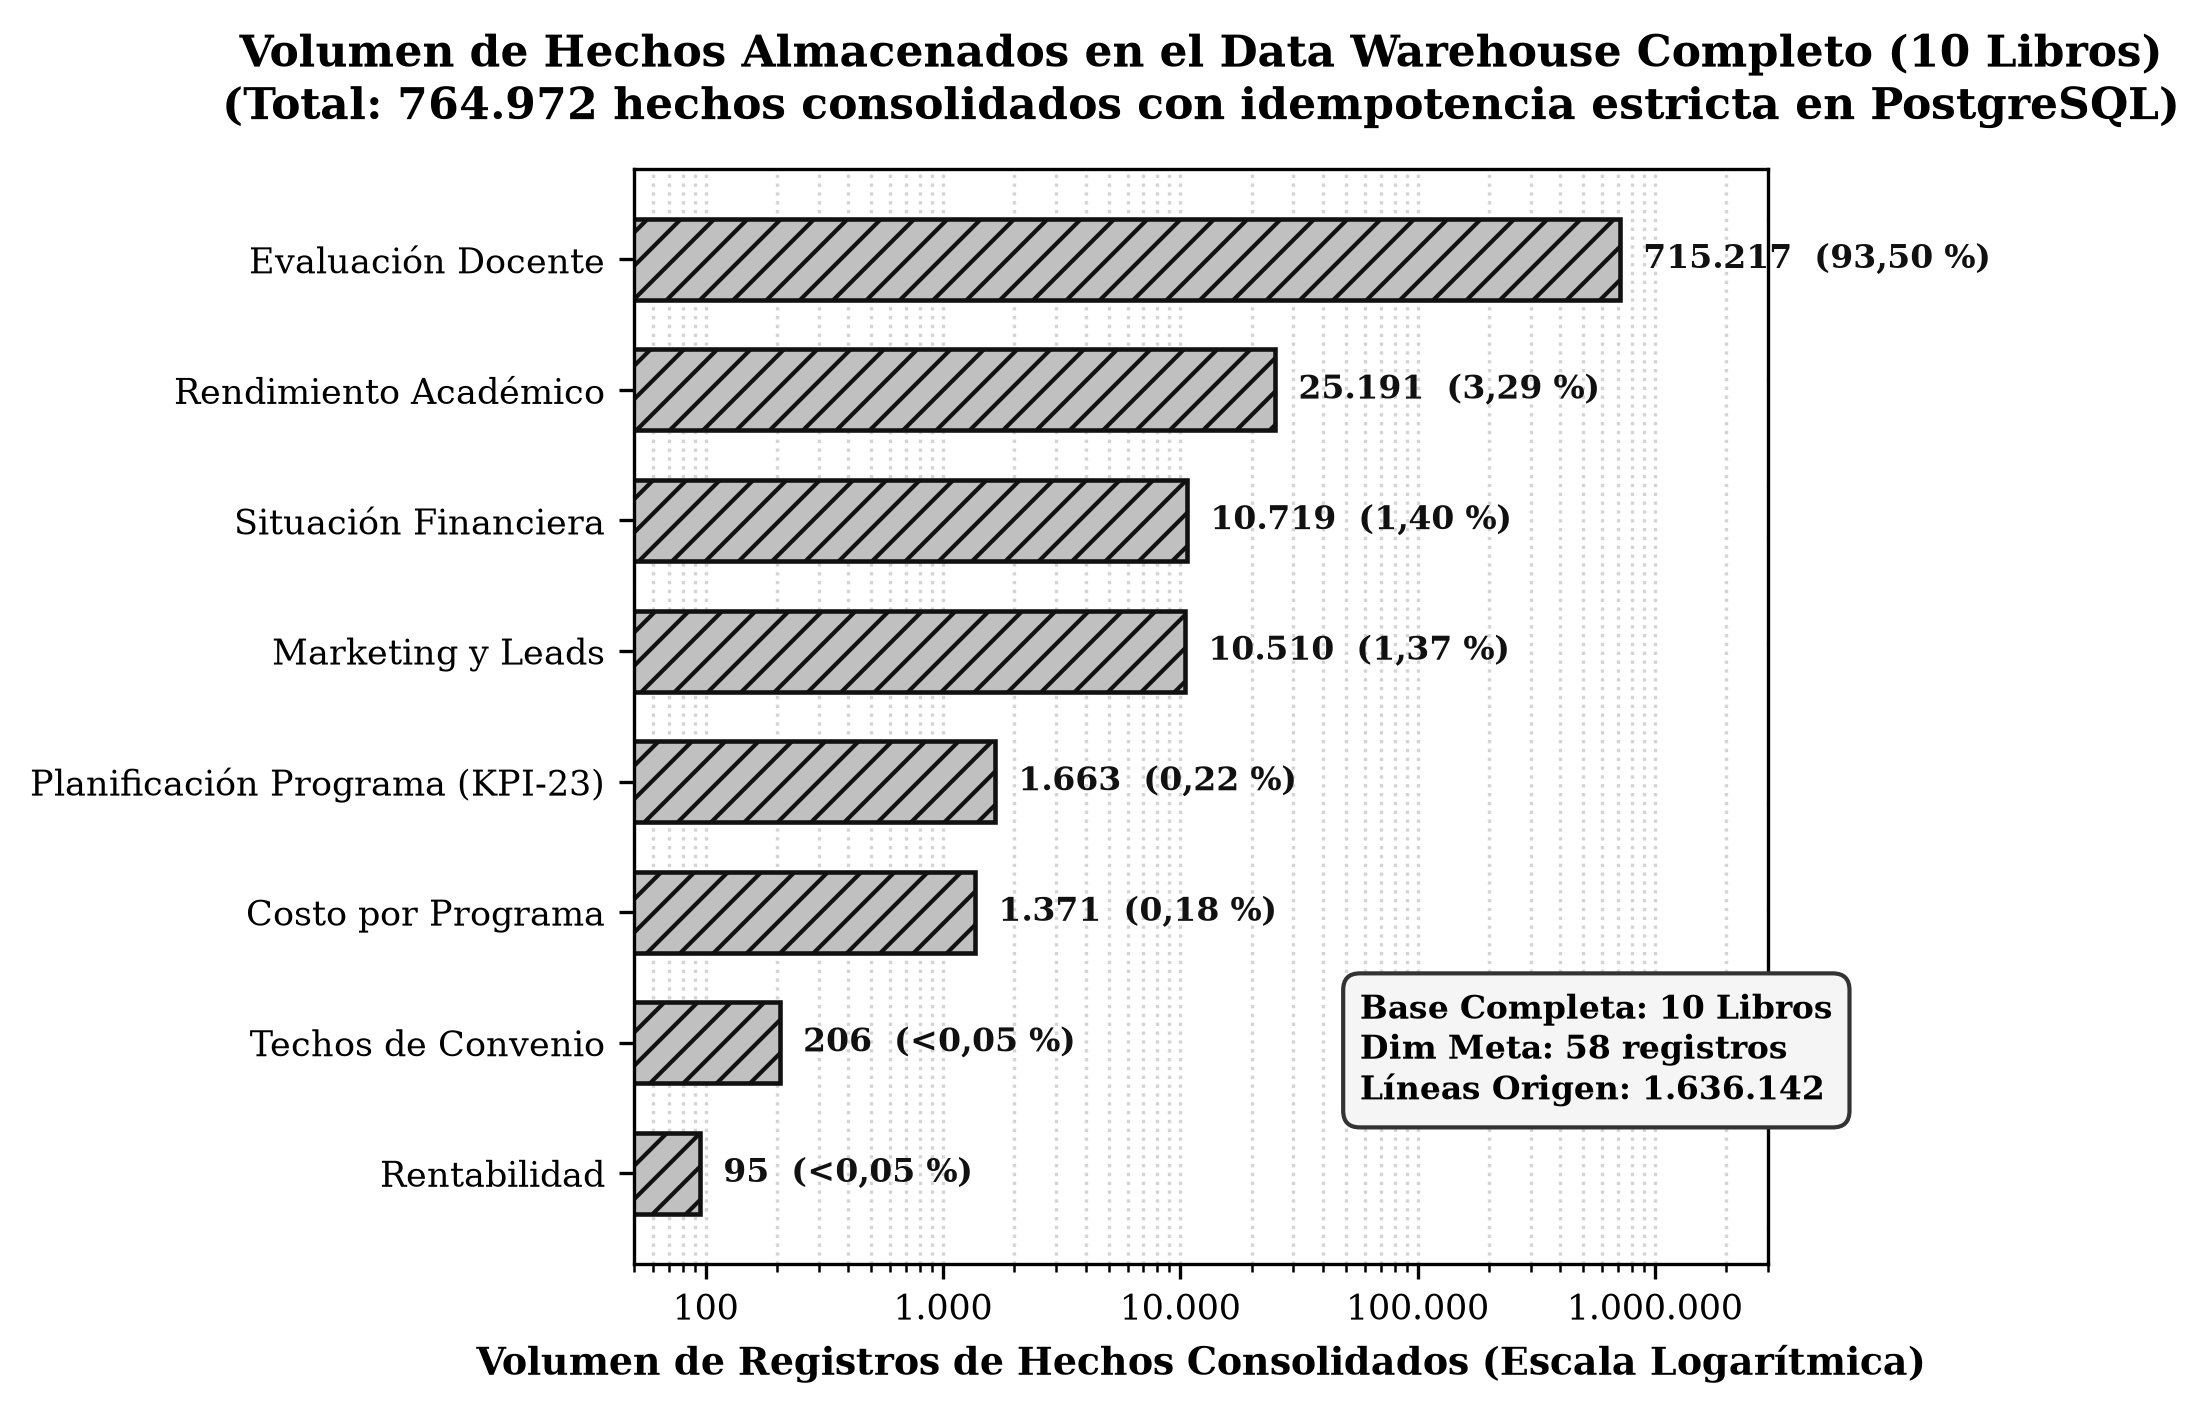 Volumen de Hechos Almacenados en el Data Warehouse Completo (10 Libros)
(Total: 764.972 hechos consolidados con idempotencia estricta en PostgreSQL)
Evaluación Docente
715.217 (93,50 %)
Rendimiento Académico
25.191 (3,29 %)
Situación Financiera
10.719 (1,40 %)
Marketing y Leads
10.510 (1,37 %)
Planificación Programa (KPI-23)
1.663 (0,22 %)
Costo por Programa
1.371 (0,18 %)
Techos de Convenio
206 (<0,05 %)
Rentabilidad
95 (<0,05 %)
Base Completa: 10 Libros
Dim Meta: 58 registros
Líneas Origen: 1.636.142
100 1.000 10.000 100.000 1.000.000
Volumen de Registros de Hechos Consolidados (Escala Logarítmica)